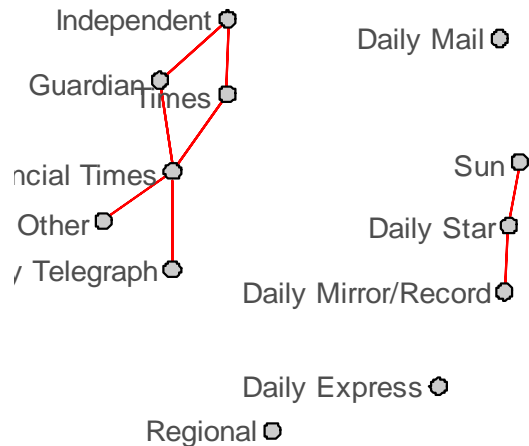 Independent
Daily Mail
Guardian
Times
Sun
ncial Times
Other
Daily Star
y Telegraph
Daily Mirror/Record
Daily Express
Regional